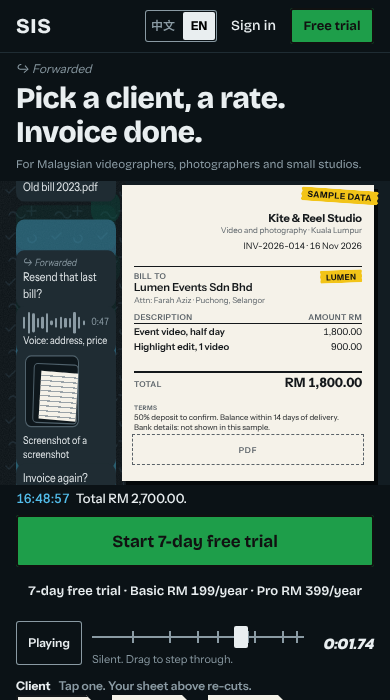 SIS
中文
EN
Sign in
Free trial
↪ Forwarded
Pick a client, a rate.
Invoice done.
For Malaysian videographers, photographers and small studios.
Old bill 2023.pdf
↪ Forwarded
Resend that last
bill?
0:47
Voice: address, price
Screenshot of a
screenshot
Invoice again?
SAMPLE DATA
Kite & Reel Studio
Video and photography · Kuala Lumpur
INV-2026-014 · 16 Nov 2026
BILL TO
LUMEN
Lumen Events Sdn Bhd
Attn: Farah Aziz · Puchong, Selangor
DESCRIPTION AMOUNT RM
Event video, half day 1,800.00
Highlight edit, 1 video 900.00
TOTAL RM 1,800.00
TERMS
50% deposit to confirm. Balance within 14 days of delivery.
Bank details: not shown in this sample.
PDF
16:48:57 Total RM 2,700.00.
Start 7-day free trial
7-day free trial · Basic RM 199/year · Pro RM 399/year
Playing
0:01.74
Silent. Drag to step through.
Client Tap one. Your sheet above re-cuts.